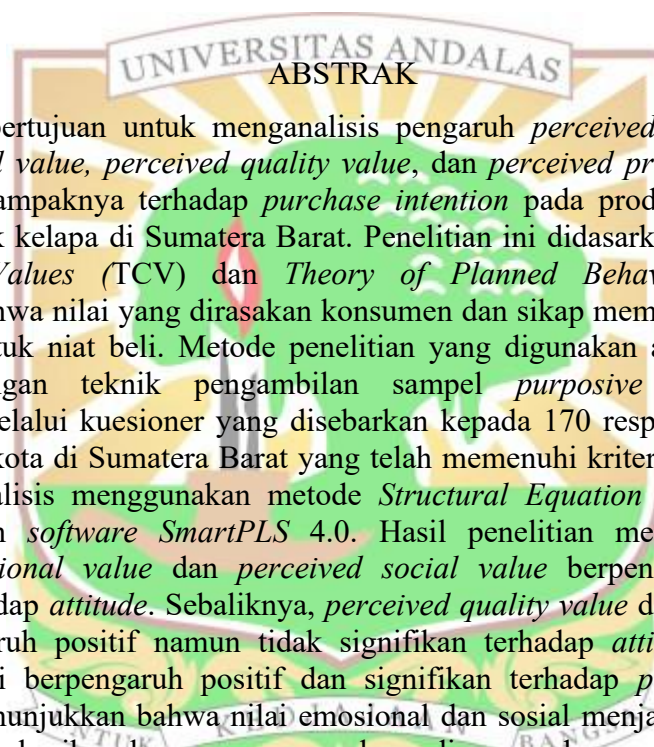 UNIVERSITAS ANDALAS
ABSTRAK
bertujuan untuk menganalisis pengaruh perceived
value, perceived quality value, dan perceived pr
ampaknya terhadap purchase intention pada prod
k kelapa di Sumatera Barat. Penelitian ini didasark
Values (TCV) dan Theory of Planned Behav
hwa nilai yang dirasakan konsumen dan sikap mem
tuk niat beli. Metode penelitian yang digunakan a
ngan teknik pengambilan sampel purposive
elalui kuesioner yang disebarkan kepada 170 resp
kota di Sumatera Barat yang telah memenuhi kriter
alisis menggunakan metode Structural Equation
n software SmartPLS 4.0. Hasil penelitian me
ional value dan perceived social value berpen
dap attitude. Sebaliknya, perceived quality value d
ruh positif namun tidak signifikan terhadap atti
i berpengaruh positif dan signifikan terhadap p
nunjukkan bahwa nilai emosional dan sosial menja
UNTUK KEDJAJAAN BANGS